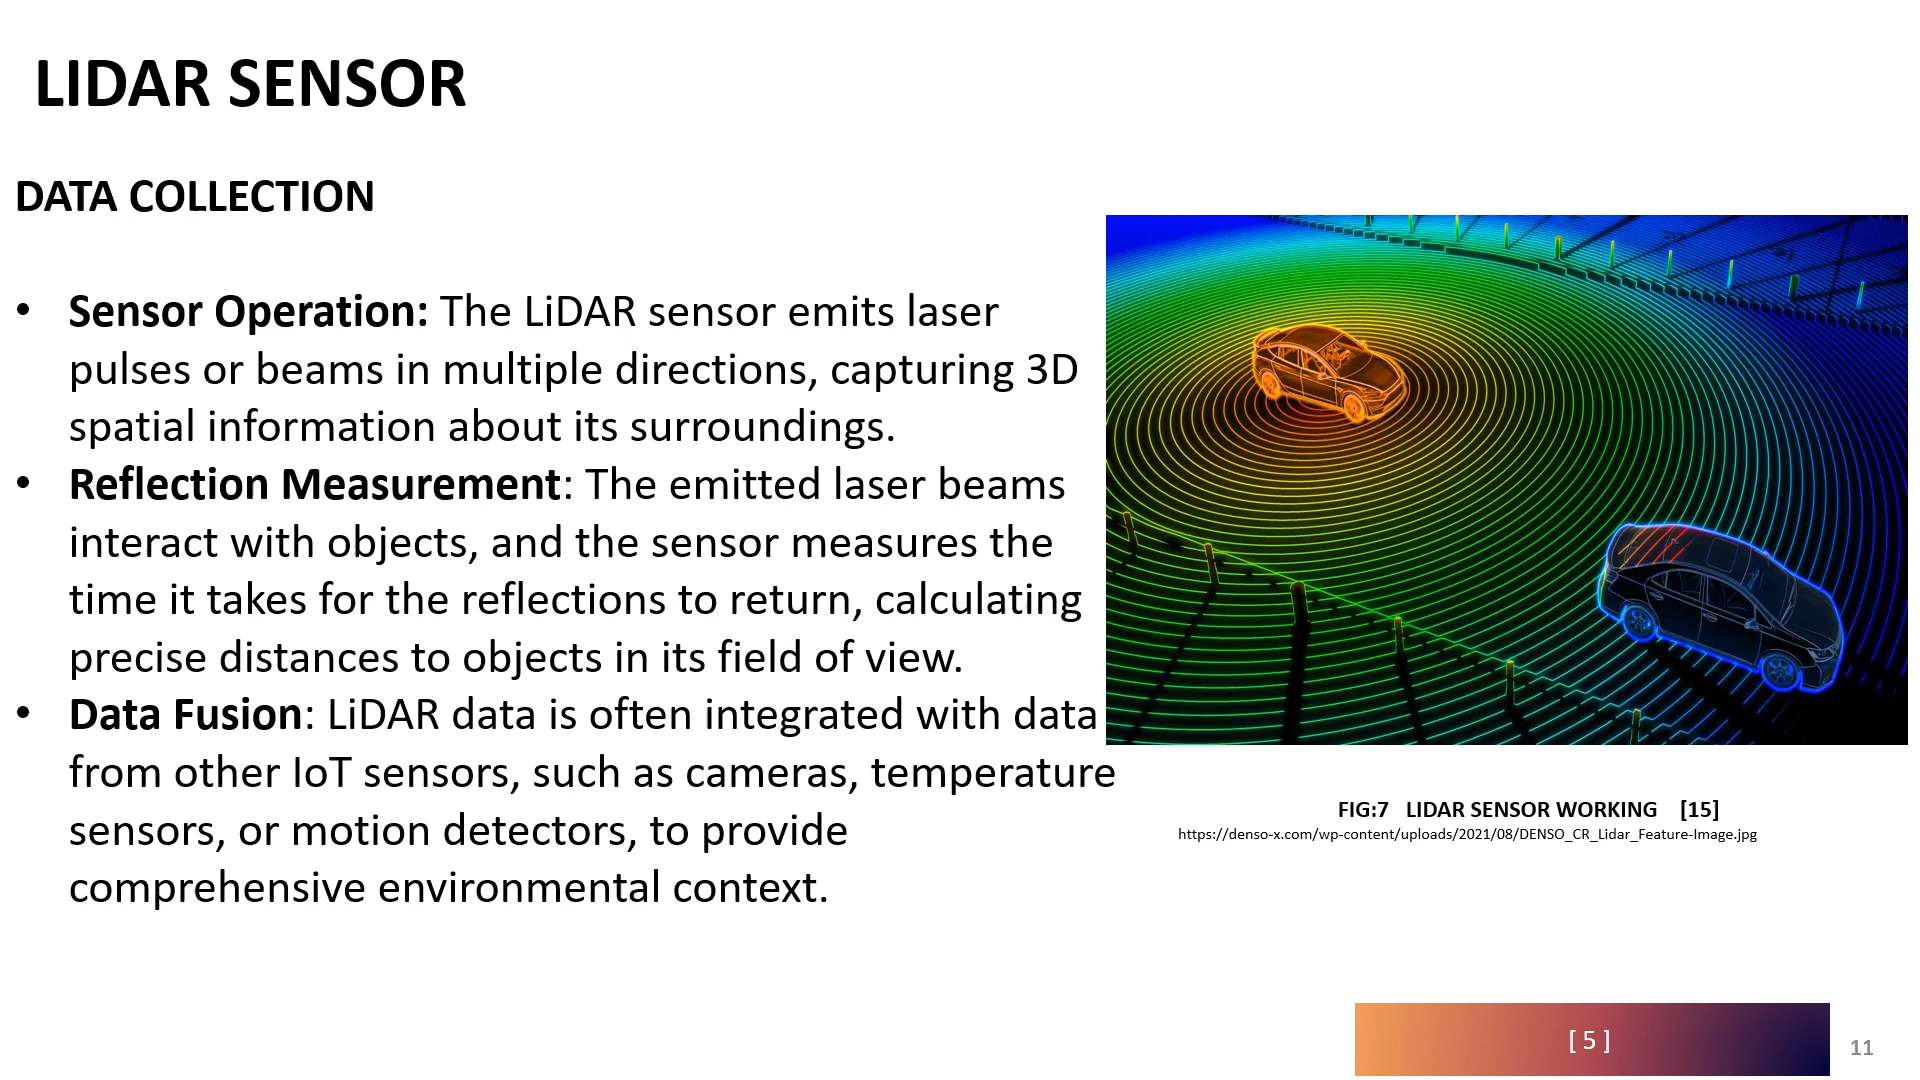 LIDAR SENSOR
DATA COLLECTION
• Sensor Operation: The LiDAR sensor emits laser
pulses or beams in multiple directions, capturing 3D
spatial information about its surroundings.
• Reflection Measurement: The emitted laser beams
interact with objects, and the sensor measures the
time it takes for the reflections to return, calculating
precise distances to objects in its field of view.
• Data Fusion: LiDAR data is often integrated with data
from other IoT sensors, such as cameras, temperature
sensors, or motion detectors, to provide
comprehensive environmental context.
FIG:7 LIDAR SENSOR WORKING [15]
https://denso-x.com/wp-content/uploads/2021/08/DENSO_CR_Lidar_Feature-Image.jpg
[ 5 ]
11